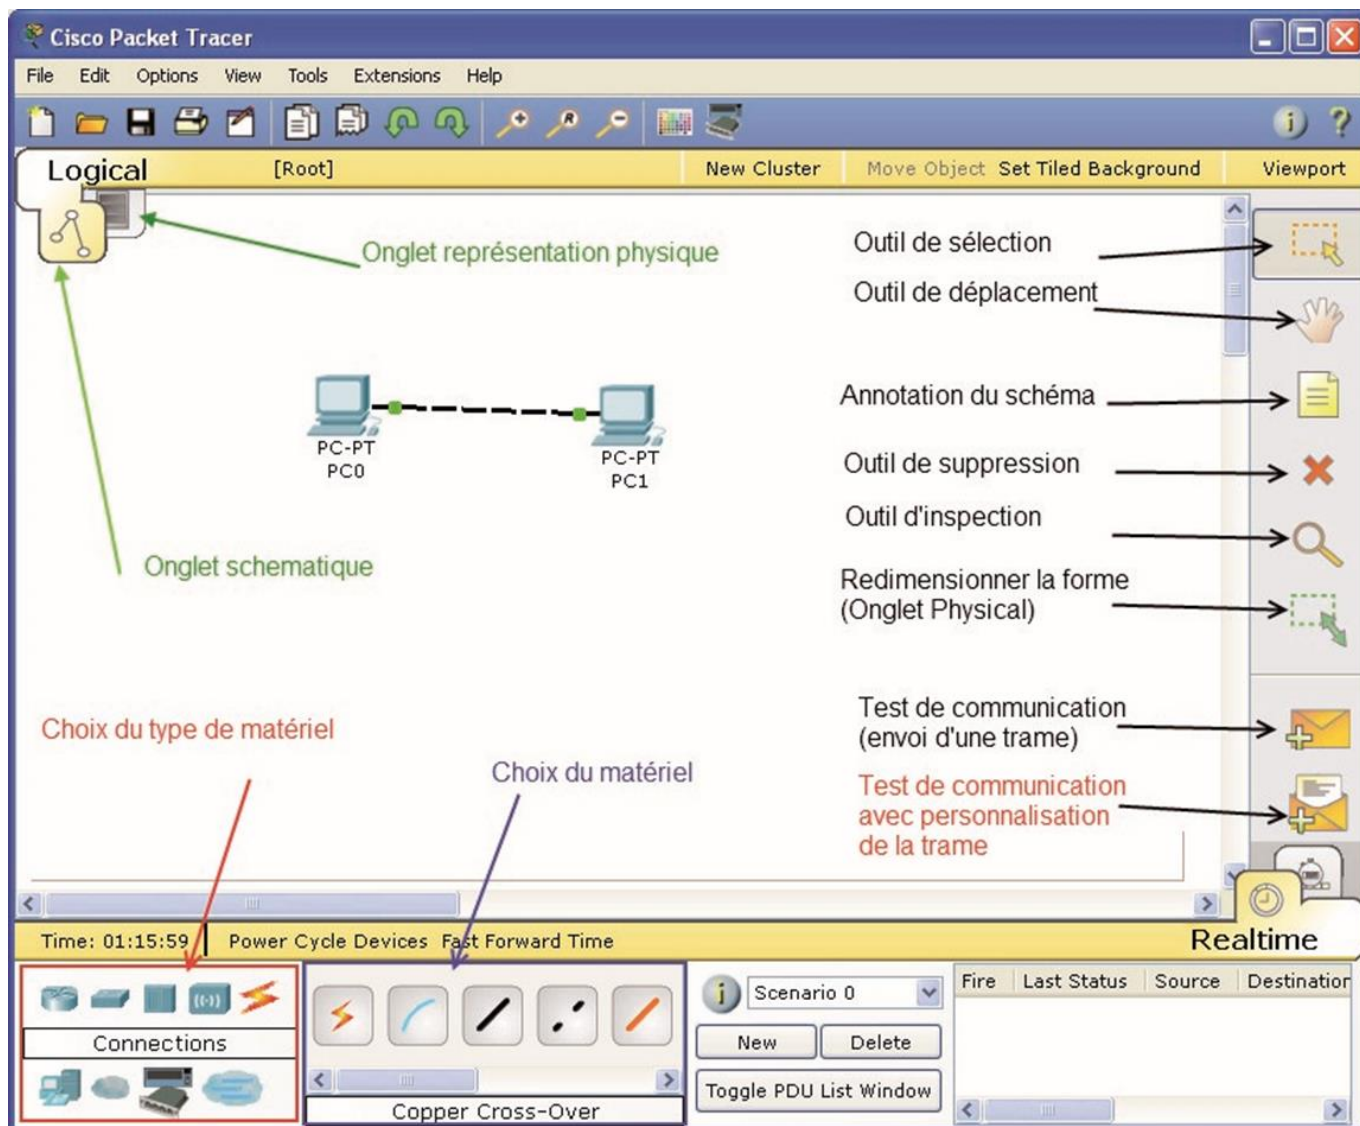 Cisco Packet Tracer
File Edit Options View Tools Extensions Help
R
i ?
Logical [Root] New Cluster Move Object Set Tiled Background Viewport
Onglet représentation physique
Outil de sélection
Outil de déplacement
Annotation du schéma
PC-PT
PC0
PC-PT
PC1
Outil de suppression
Outil d'inspection
Onglet schematique
Redimensionner la forme
(Onglet Physical)
Test de communication
(envoi d'une trame)
Choix du type de matériel
Choix du matériel
Test de communication
avec personnalisation
de la trame
Time: 01:15:59 Power Cycle Devices Fast Forward Time Realtime
Connections
Copper Cross-Over
i Scenario 0
New Delete
Toggle PDU List Window
Fire Last Status Source Destination